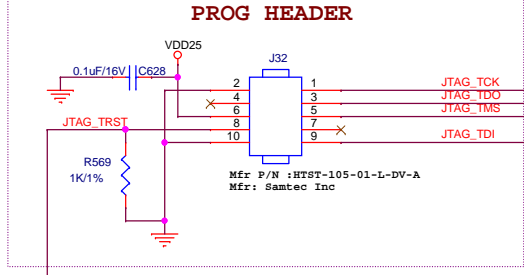 PROG HEADER
VDD25
0.1uF/16V C628
J32
2 1 JTAG_TCK
4 3 JTAG_TDO
6 5 JTAG_TMS
JTAG_TRST 8 7
10 9 JTAG_TDI
R569
1K/1%
Mfr P/N :HTST-105-01-L-DV-A
Mfr: Samtec Inc